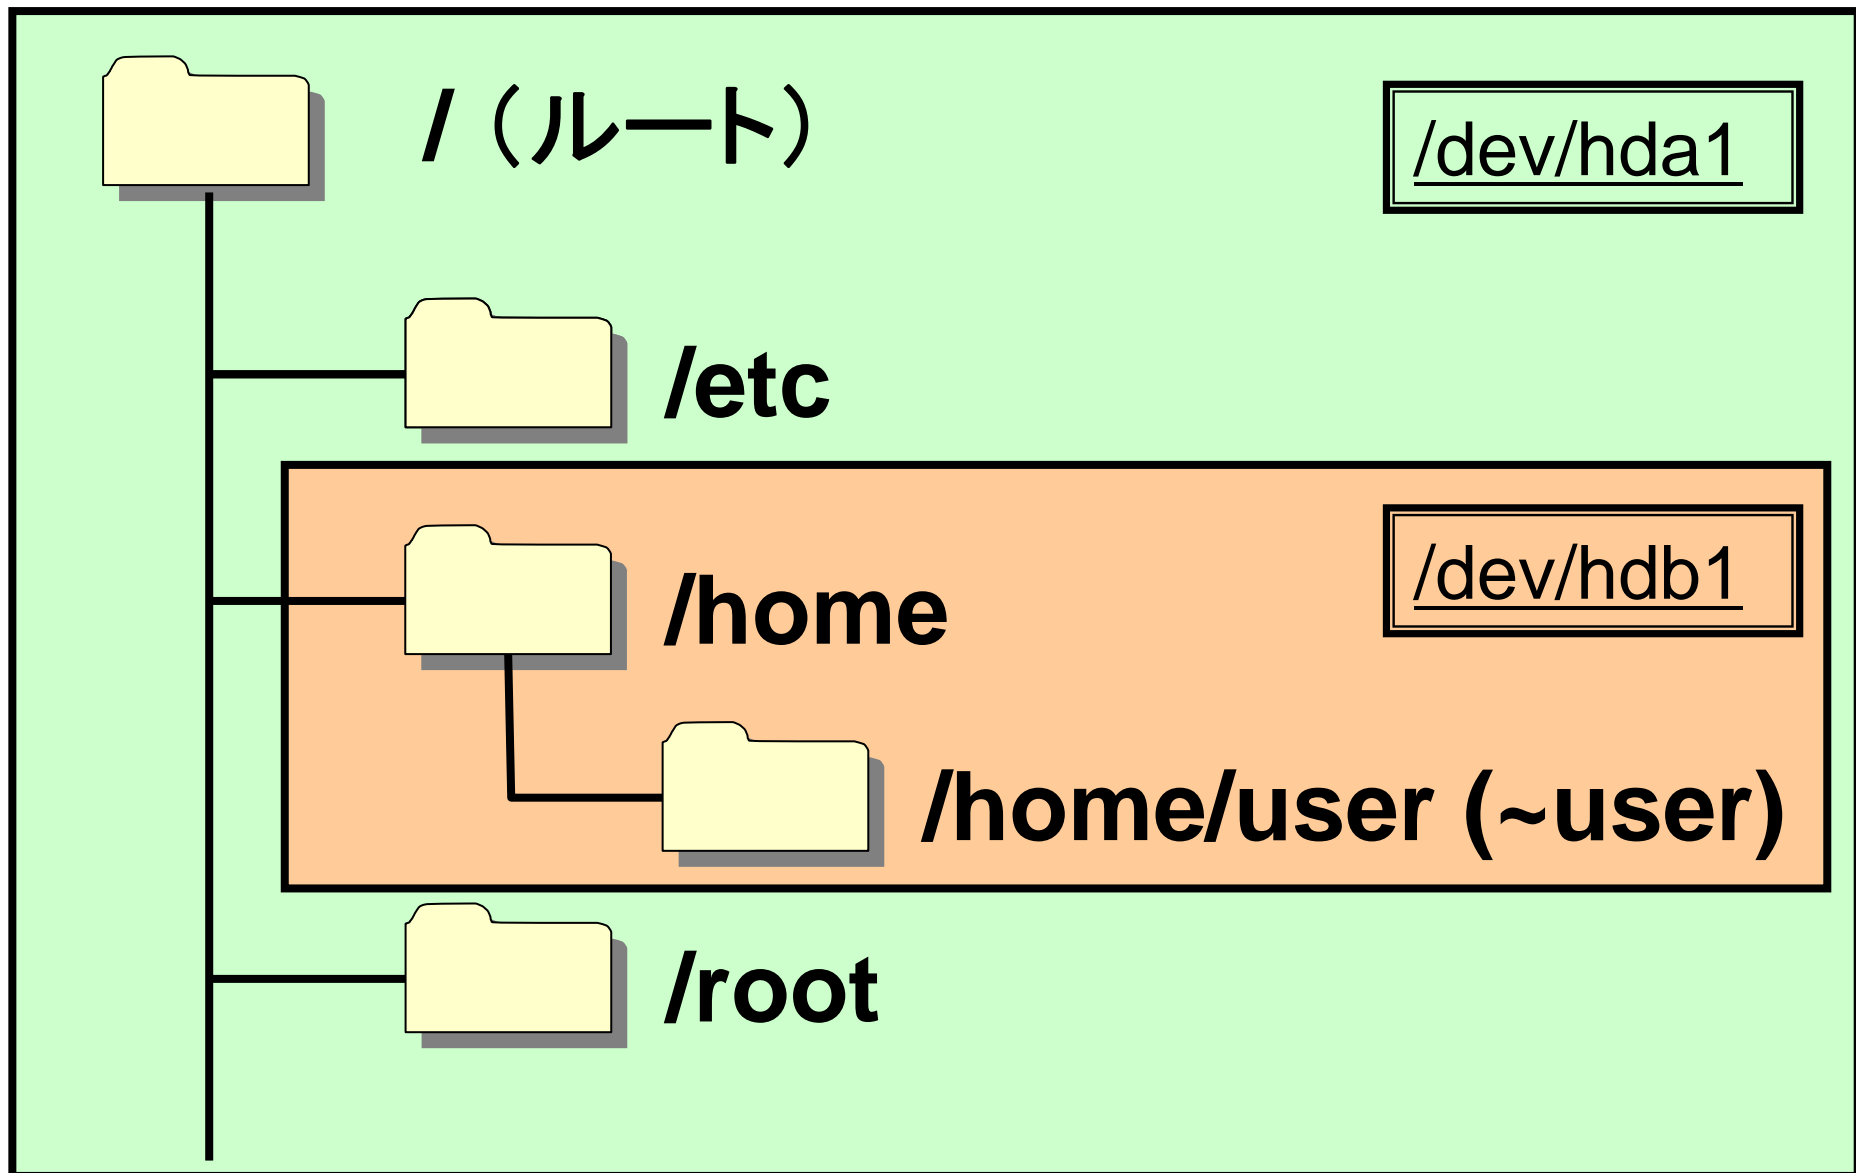 /（ルート）
/dev/hda1
/etc
/home
/dev/hdb1
/home/user (~user)
/root